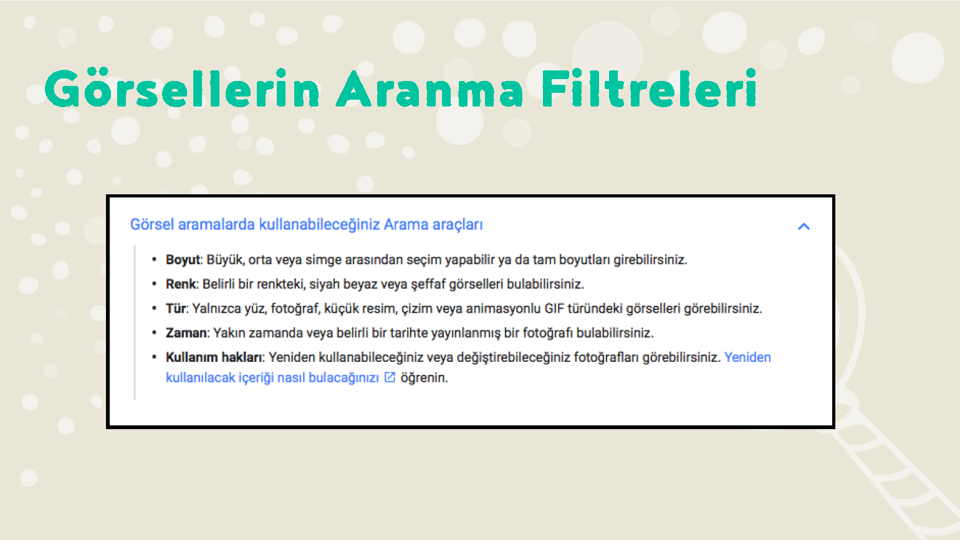 Görsellerin Aranma Filtreleri
Görsel aramalarda kullanabileceğiniz Arama araçları
• Boyut: Büyük, orta veya simge arasından seçim yapabilir ya da tam boyutları girebilirsiniz.
• Renk: Belirli bir renkteki, siyah beyaz veya şeffaf görselleri bulabilirsiniz.
• Tür: Yalnızca yüz, fotoğraf, küçük resim, çizim veya animasyonlu GIF türündeki görselleri görebilirsiniz.
• Zaman: Yakın zamanda veya belirli bir tarihte yayınlanmış bir fotoğrafı bulabilirsiniz.
• Kullanım hakları: Yeniden kullanabileceğiniz veya değiştirebileceğiniz fotoğrafları görebilirsiniz. Yeniden
kullanılacak içeriği nasıl bulacağınızı öğrenin.